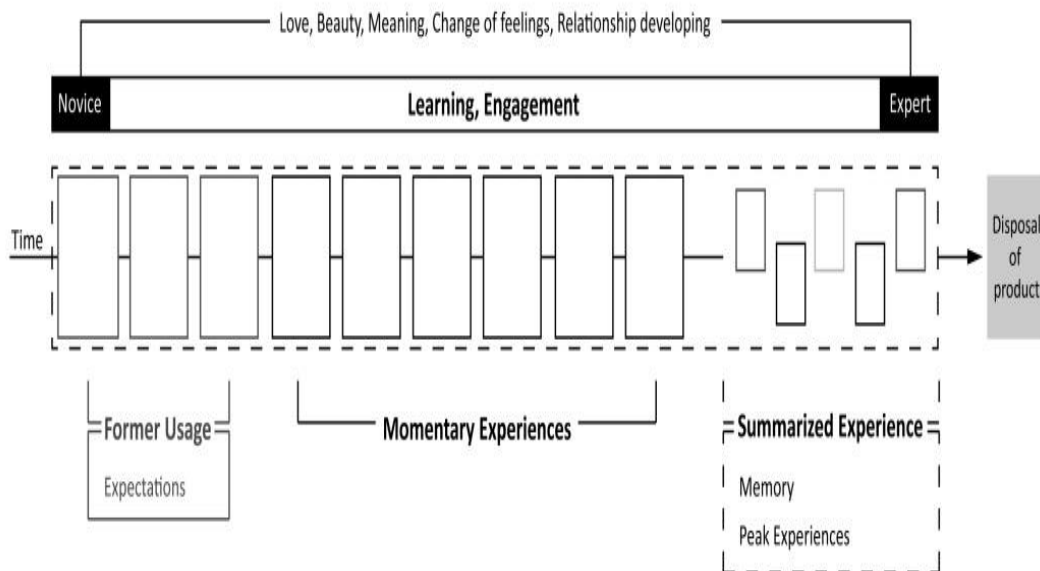 Love, Beauty, Meaning, Change of feelings, Relationship developing
Novice
Learning, Engagement
Expert
Time
Disposal
of
product
Former Usage
Expectations
Momentary Experiences
Summarized Experience
Memory
Peak Experiences